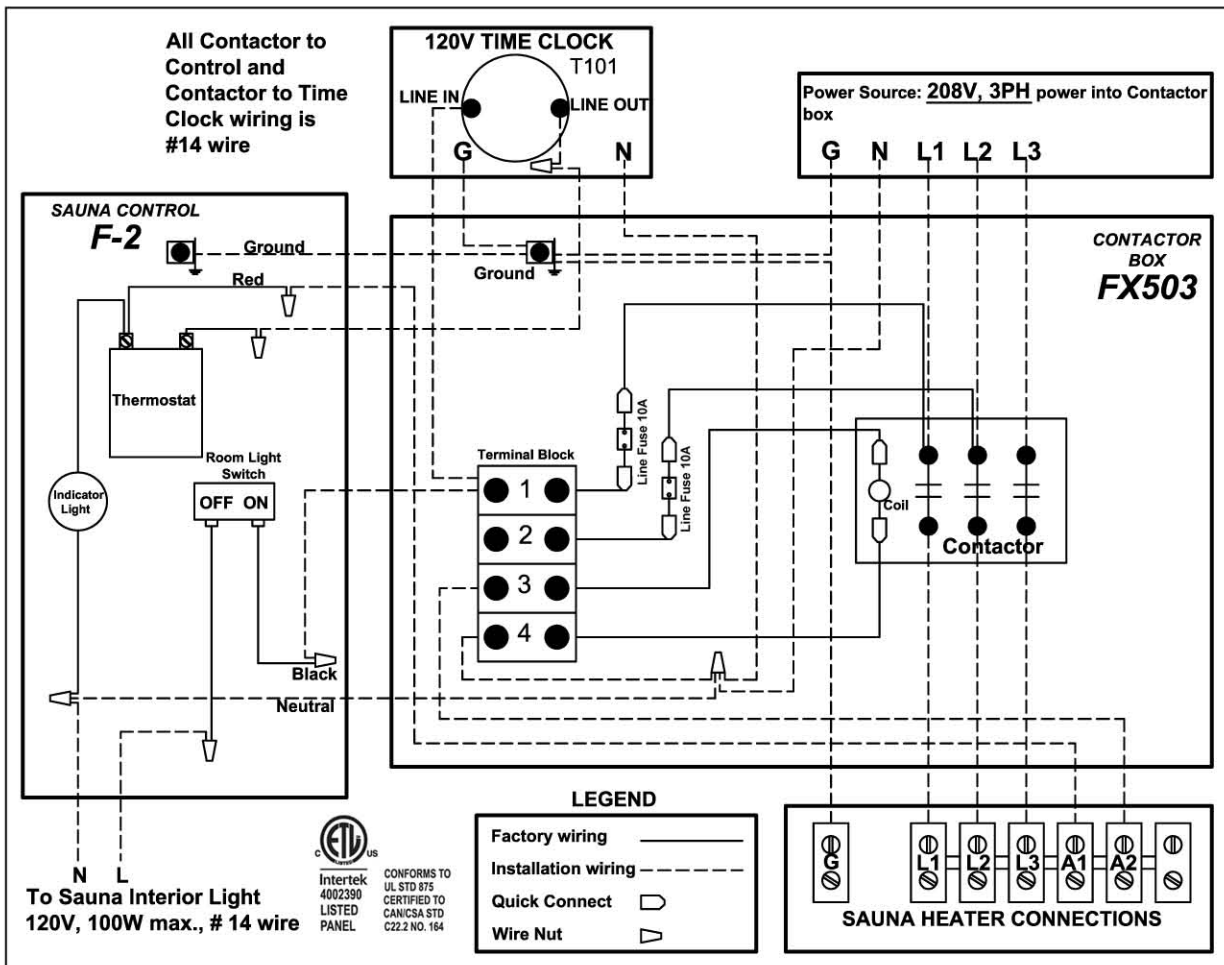 All Contactor to
Control and
Contactor to Time
Clock wiring is
#14 wire
120V TIME CLOCK
T101
LINE IN
LINE OUT
G
N
Power Source: 208V, 3PH power into Contactor
box
G N L1 L2 L3
SAUNA CONTROL
F-2
Ground
Red
Thermostat
Room Light
Switch
OFF ON
Indicator
Light
Black
Neutral
CONTACTOR
BOX
FX503
Ground
Line Fuse 10A
Line Fuse 10A
Terminal Block
1
2
3
4
Coil
Contactor
N L
To Sauna Interior Light
120V, 100W max., # 14 wire
ETL
LISTED
C US
Intertek
4002390
LISTED
PANEL
CONFORMS TO
UL STD 875
CERTIFIED TO
CAN/CSA STD
C22.2 NO. 164
LEGEND
Factory wiring
Installation wiring
Quick Connect
Wire Nut
G L1 L2 L3 A1 A2
SAUNA HEATER CONNECTIONS